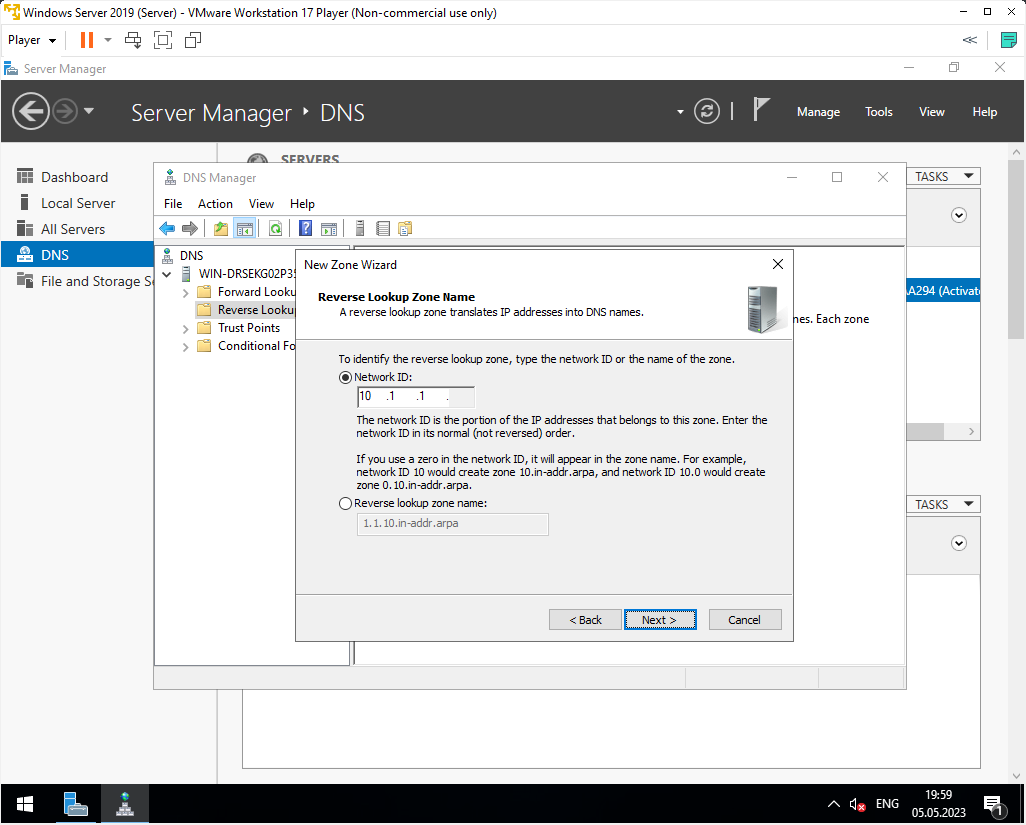 Windows Server 2019 (Server) - VMware Workstation 17 Player (Non-commercial use only)
Player
Server Manager
Server Manager DNS
Manage Tools View Help
Dashboard
Local Server
All Servers
DNS
File and Storage
SERVERS
TASKS
DNS Manager
File Action View Help
DNS
WIN-DRSEKG02P35
Forward Looku
Reverse Looku
Trust Points
Conditional Fo
A294 (Activate
nes. Each zone
New Zone Wizard
Reverse Lookup Zone Name
A reverse lookup zone translates IP addresses into DNS names.
To identify the reverse lookup zone, type the network ID or the name of the zone.
Network ID:
10 .1 .1 .
The network ID is the portion of the IP addresses that belongs to this zone. Enter the
network ID in its normal (not reversed) order.
If you use a zero in the network ID, it will appear in the zone name. For example,
network ID 10 would create zone 10.in-addr.arpa, and network ID 10.0 would create
zone 0.10.in-addr.arpa.
Reverse lookup zone name:
1.1.10.in-addr.arpa
< Back Next > Cancel
TASKS
ENG
19:59
05.05.2023
1